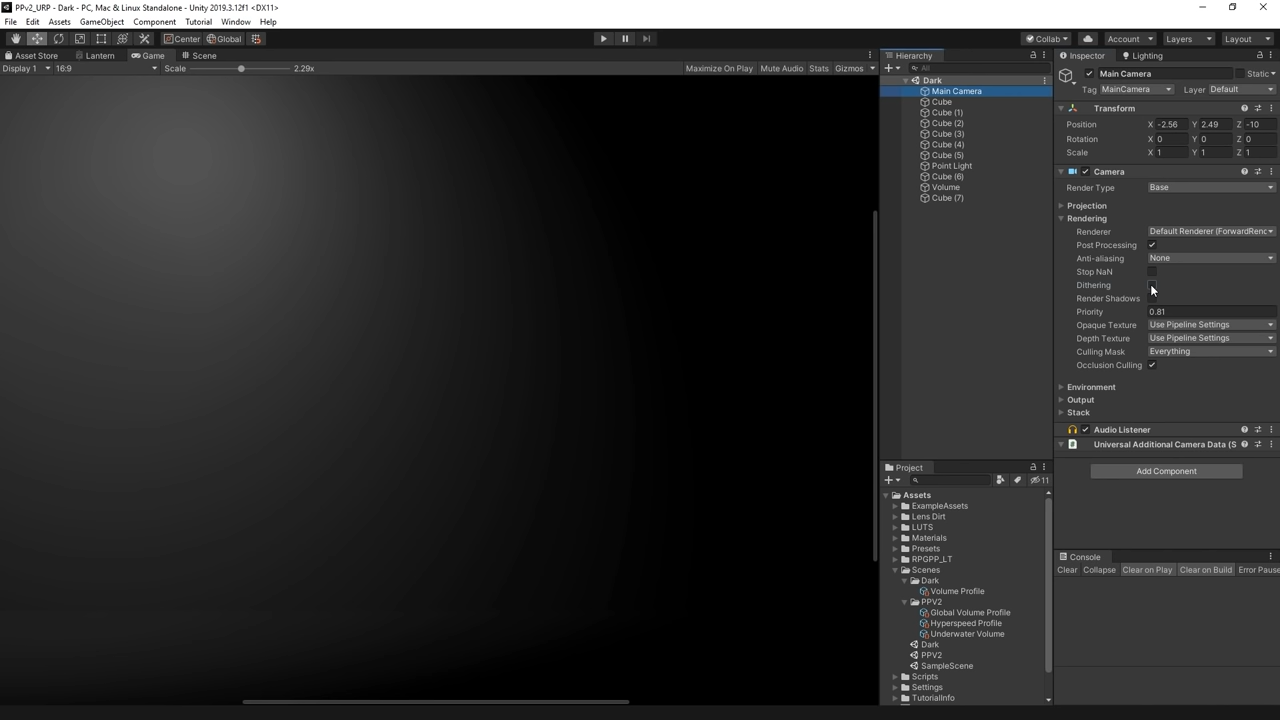 PPv2_URP - Dark - PC, Mac & Linux Standalone - Unity 2019.3.12f1 <DX11>
File Edit Assets GameObject Component Tutorial Window Help
Center Global Collab Account Layers Layout
Asset Store Lantern Game Scene
Display 1 16:9 Scale 2.29x Maximize On Play Mute Audio Stats Gizmos
Hierarchy
All
Dark
Main Camera
Cube
Cube (1)
Cube (2)
Cube (3)
Cube (4)
Cube (5)
Point Light
Cube (6)
Volume
Cube (7)
Project
11
Assets
ExampleAssets
Lens Dirt
LUTS
Materials
Presets
RPGPP_LT
Scenes
Dark
Volume Profile
PPV2
Global Volume Profile
Hyperspeed Profile
Underwater Volume
Dark
PPV2
SampleScene
Scripts
Settings
TutorialInfo
Inspector Lighting
Main Camera Static
Tag MainCamera Layer Default
Transform
Position X -2.56 Y 2.49 Z -10
Rotation X 0 Y 0 Z 0
Scale X 1 Y 1 Z 1
Camera
Render Type Base
Projection
Rendering
Renderer Default Renderer (ForwardRenc
Post Processing
Anti-aliasing None
Stop NaN
Dithering
Render Shadows
Priority 0.81
Opaque Texture Use Pipeline Settings
Depth Texture Use Pipeline Settings
Culling Mask Everything
Occlusion Culling
Environment
Output
Stack
Audio Listener
Universal Additional Camera Data (S
Add Component
Console
Clear Collapse Clear on Play Clear on Build Error Pause